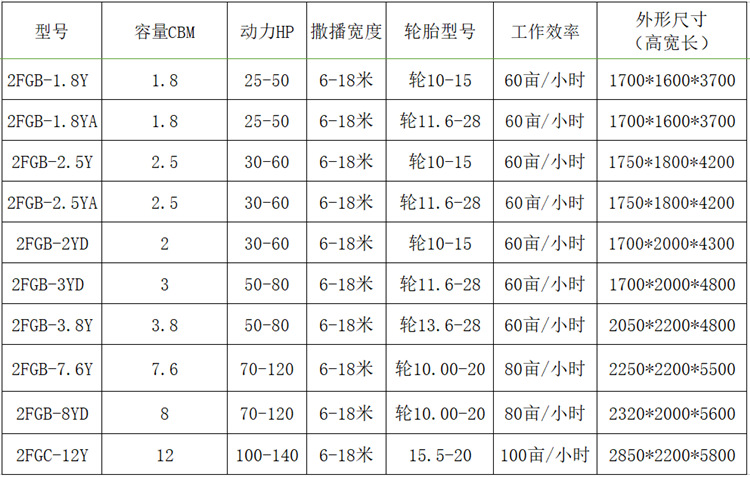 型号 容量CBM 动力HP 撒播宽度 轮胎型号 工作效率 外形尺寸
（高宽长）
2FGB-1.8Y 1.8 25-50 6-18米 轮10-15 60亩/小时 1700*1600*3700
2FGB-1.8YA 1.8 25-50 6-18米 轮11.6-28 60亩/小时 1700*1600*3700
2FGB-2.5Y 2.5 30-60 6-18米 轮10-15 60亩/小时 1750*1800*4200
2FGB-2.5YA 2.5 30-60 6-18米 轮11.6-28 60亩/小时 1750*1800*4200
2FGB-2YD 2 30-60 6-18米 轮10-15 60亩/小时 1700*2000*4300
2FGB-3YD 3 50-80 6-18米 轮11.6-28 60亩/小时 1700*2000*4800
2FGB-3.8Y 3.8 50-80 6-18米 轮13.6-28 60亩/小时 2050*2200*4800
2FGB-7.6Y 7.6 70-120 6-18米 轮10.00-20 80亩/小时 2250*2200*5500
2FGB-8YD 8 70-120 6-18米 轮10.00-20 80亩/小时 2320*2000*5600
2FGC-12Y 12 100-140 6-18米 15.5-20 100亩/小时 2850*2200*5800